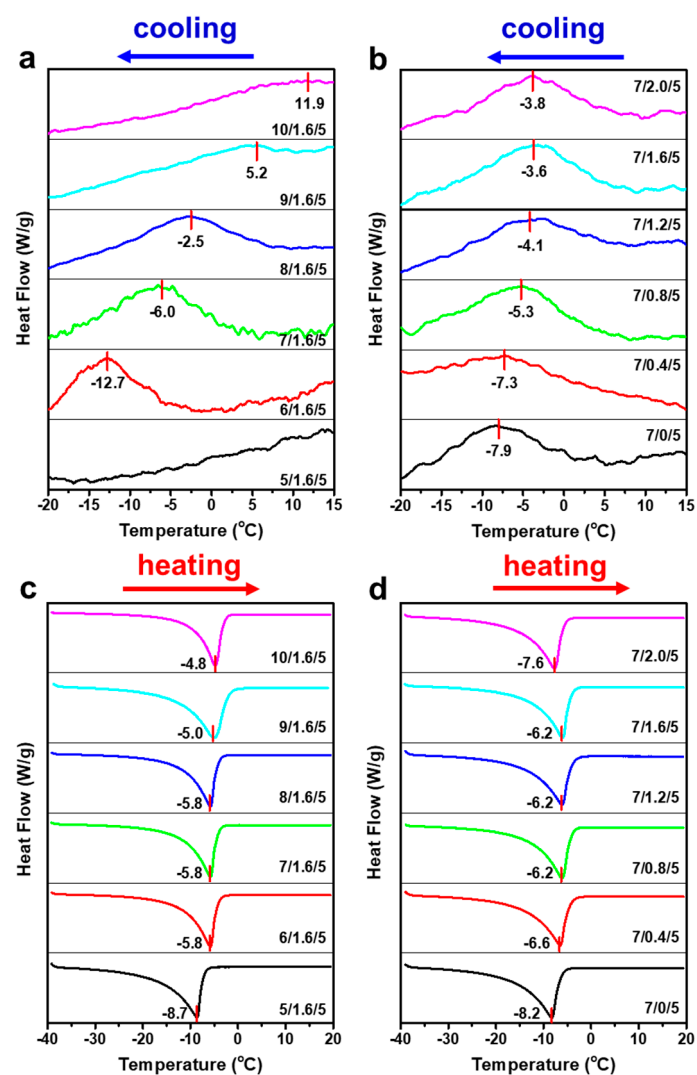 cooling
a
11.9
10/1.6/5
5.2
9/1.6/5
-2.5
8/1.6/5
-6.0
7/1.6/5
-12.7
6/1.6/5
5/1.6/5
-20 -15 -10 -5 0 5 10 15
Temperature (°C)
Heat Flow (W/g)
cooling
b
7/2.0/5
-3.8
7/1.6/5
-3.6
7/1.2/5
-4.1
7/0.8/5
-5.3
7/0.4/5
-7.3
7/0/5
-7.9
-20 -15 -10 -5 0 5 10 15
Temperature (°C)
Heat Flow (W/g)
heating
c
-4.8
10/1.6/5
-5.0
9/1.6/5
-5.8
8/1.6/5
-5.8
7/1.6/5
-5.8
6/1.6/5
-8.7
5/1.6/5
-40 -30 -20 -10 0 10 20
Temperature (°C)
Heat Flow (W/g)
heating
d
-7.6
7/2.0/5
-6.2
7/1.6/5
-6.2
7/1.2/5
-6.2
7/0.8/5
-6.6
7/0.4/5
-8.2
7/0/5
-40 -30 -20 -10 0 10 20
Temperature (°C)
Heat Flow (W/g)